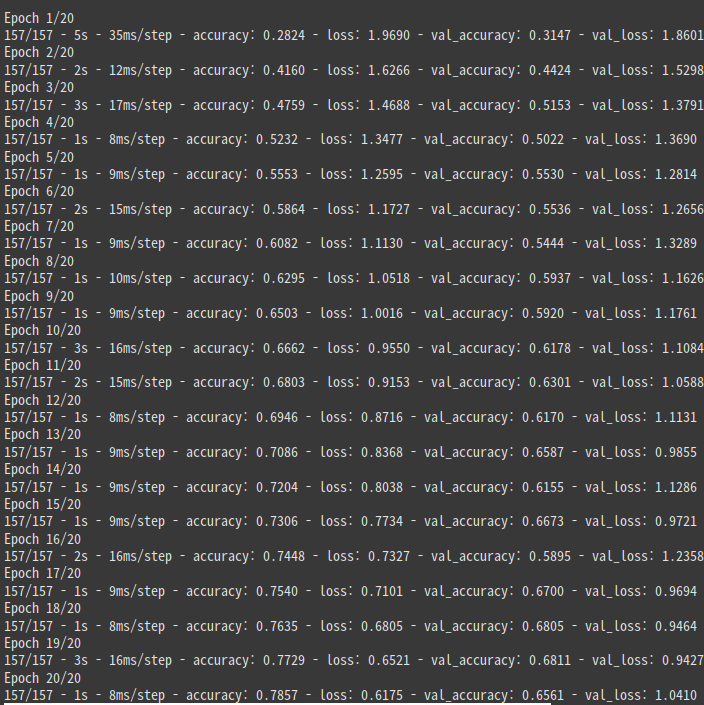 Epoch 1/20
157/157 - 5s - 35ms/step - accuracy: 0.2824 - loss: 1.9690 - val_accuracy: 0.3147 - val_loss: 1.8601
Epoch 2/20
157/157 - 2s - 12ms/step - accuracy: 0.4160 - loss: 1.6266 - val_accuracy: 0.4424 - val_loss: 1.5298
Epoch 3/20
157/157 - 3s - 17ms/step - accuracy: 0.4759 - loss: 1.4688 - val_accuracy: 0.5153 - val_loss: 1.3791
Epoch 4/20
157/157 - 1s - 8ms/step - accuracy: 0.5232 - loss: 1.3477 - val_accuracy: 0.5022 - val_loss: 1.3690
Epoch 5/20
157/157 - 1s - 9ms/step - accuracy: 0.5553 - loss: 1.2595 - val_accuracy: 0.5530 - val_loss: 1.2814
Epoch 6/20
157/157 - 2s - 15ms/step - accuracy: 0.5864 - loss: 1.1727 - val_accuracy: 0.5536 - val_loss: 1.2656
Epoch 7/20
157/157 - 1s - 9ms/step - accuracy: 0.6082 - loss: 1.1130 - val_accuracy: 0.5444 - val_loss: 1.3289
Epoch 8/20
157/157 - 1s - 10ms/step - accuracy: 0.6295 - loss: 1.0518 - val_accuracy: 0.5937 - val_loss: 1.1626
Epoch 9/20
157/157 - 1s - 9ms/step - accuracy: 0.6503 - loss: 1.0016 - val_accuracy: 0.5920 - val_loss: 1.1761
Epoch 10/20
157/157 - 3s - 16ms/step - accuracy: 0.6662 - loss: 0.9550 - val_accuracy: 0.6178 - val_loss: 1.1084
Epoch 11/20
157/157 - 2s - 15ms/step - accuracy: 0.6803 - loss: 0.9153 - val_accuracy: 0.6301 - val_loss: 1.0588
Epoch 12/20
157/157 - 1s - 8ms/step - accuracy: 0.6946 - loss: 0.8716 - val_accuracy: 0.6170 - val_loss: 1.1131
Epoch 13/20
157/157 - 1s - 9ms/step - accuracy: 0.7086 - loss: 0.8368 - val_accuracy: 0.6587 - val_loss: 0.9855
Epoch 14/20
157/157 - 1s - 9ms/step - accuracy: 0.7204 - loss: 0.8038 - val_accuracy: 0.6155 - val_loss: 1.1286
Epoch 15/20
157/157 - 1s - 9ms/step - accuracy: 0.7306 - loss: 0.7734 - val_accuracy: 0.6673 - val_loss: 0.9721
Epoch 16/20
157/157 - 2s - 16ms/step - accuracy: 0.7448 - loss: 0.7327 - val_accuracy: 0.5895 - val_loss: 1.2358
Epoch 17/20
157/157 - 1s - 9ms/step - accuracy: 0.7540 - loss: 0.7101 - val_accuracy: 0.6700 - val_loss: 0.9694
Epoch 18/20
157/157 - 1s - 8ms/step - accuracy: 0.7635 - loss: 0.6805 - val_accuracy: 0.6805 - val_loss: 0.9464
Epoch 19/20
157/157 - 3s - 16ms/step - accuracy: 0.7729 - loss: 0.6521 - val_accuracy: 0.6811 - val_loss: 0.9427
Epoch 20/20
157/157 - 1s - 8ms/step - accuracy: 0.7857 - loss: 0.6175 - val_accuracy: 0.6561 - val_loss: 1.0410